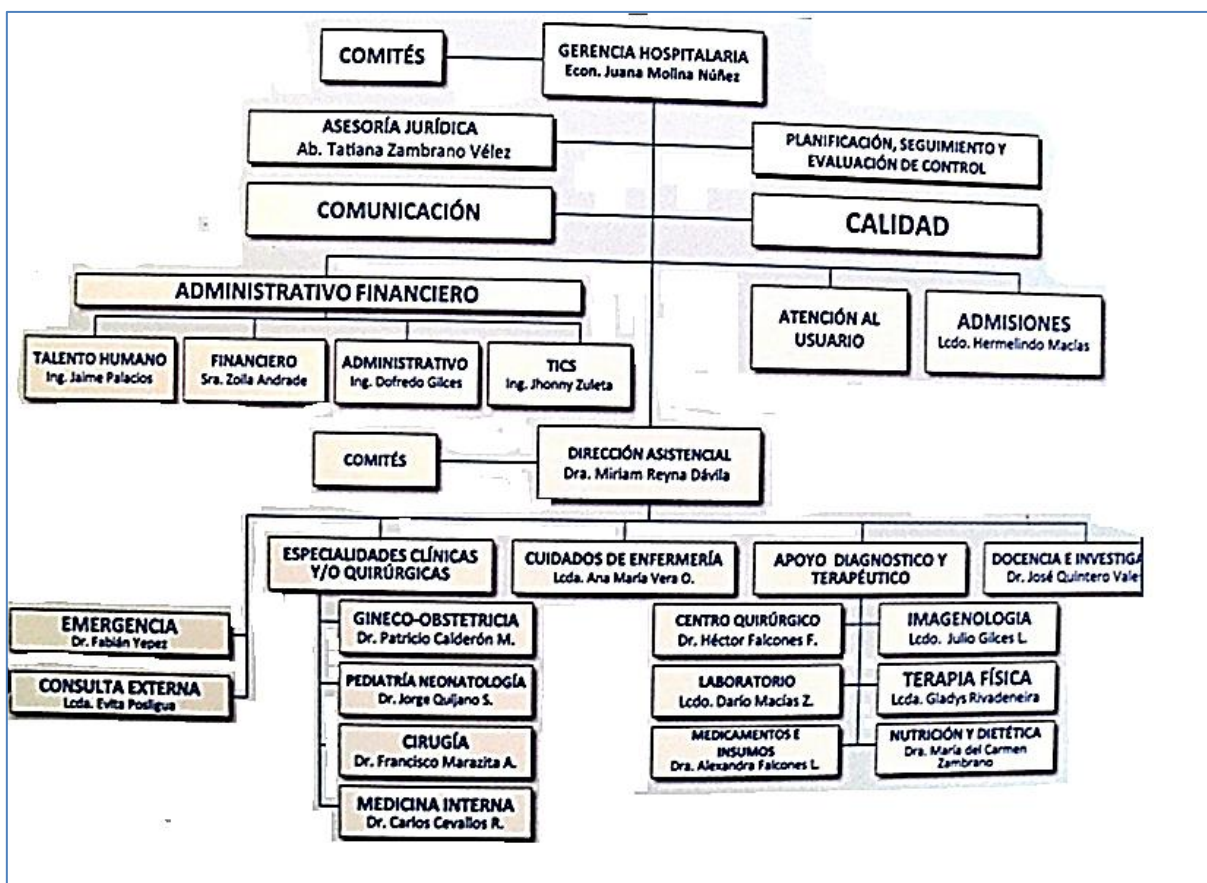 COMITÉS
GERENCIA HOSPITALARIA
Econ. Juana Molina Núñez
ASESORÍA JURÍDICA
Ab. Tatiana Zambrano Vélez
PLANIFICACIÓN, SEGUIMIENTO Y
EVALUACIÓN DE CONTROL
COMUNICACIÓN
CALIDAD
ADMINISTRATIVO FINANCIERO
ATENCIÓN AL
USUARIO
ADMISIONES
Lcdo. Hermelindo Macías
TALENTO HUMANO
Ing. Jaime Palacios
FINANCIERO
Sra. Zoila Andrade
ADMINISTRATIVO
Ing. Dofredo Gilces
TICS
Ing. Jhonny Zuleta
COMITÉS
DIRECCIÓN ASISTENCIAL
Dra. Miriam Reyna Dávila
ESPECIALIDADES CLÍNICAS
Y/O QUIRÚRGICAS
CUIDADOS DE ENFERMERÍA
Lcda. Ana María Vera O.
APOYO DIAGNOSTICO Y
TERAPÉUTICO
DOCENCIA E INVESTIGA
Dr. José Quintero Vale
EMERGENCIA
Dr. Fabián Yepez
CONSULTA EXTERNA
Lcda. Evita Posligua
GINECO-OBSTETRICIA
Dr. Patricio Calderón M.
PEDIATRÍA NEONATOLOGÍA
Dr. Jorge Quijano S.
CIRUGÍA
Dr. Francisco Marazita A.
MEDICINA INTERNA
Dr. Carlos Cevallos R.
CENTRO QUIRÚRGICO
Dr. Héctor Falcones F.
LABORATORIO
Lcdo. Darío Macías Z.
MEDICAMENTOS E
INSUMOS
Dra. Alexandra Falcones L.
IMAGENOLOGIA
Lcdo. Julio Gilces L.
TERAPIA FÍSICA
Lcda. Gladys Rivadeneira
NUTRICIÓN Y DIETÉTICA
Dra. María del Carmen
Zambrano